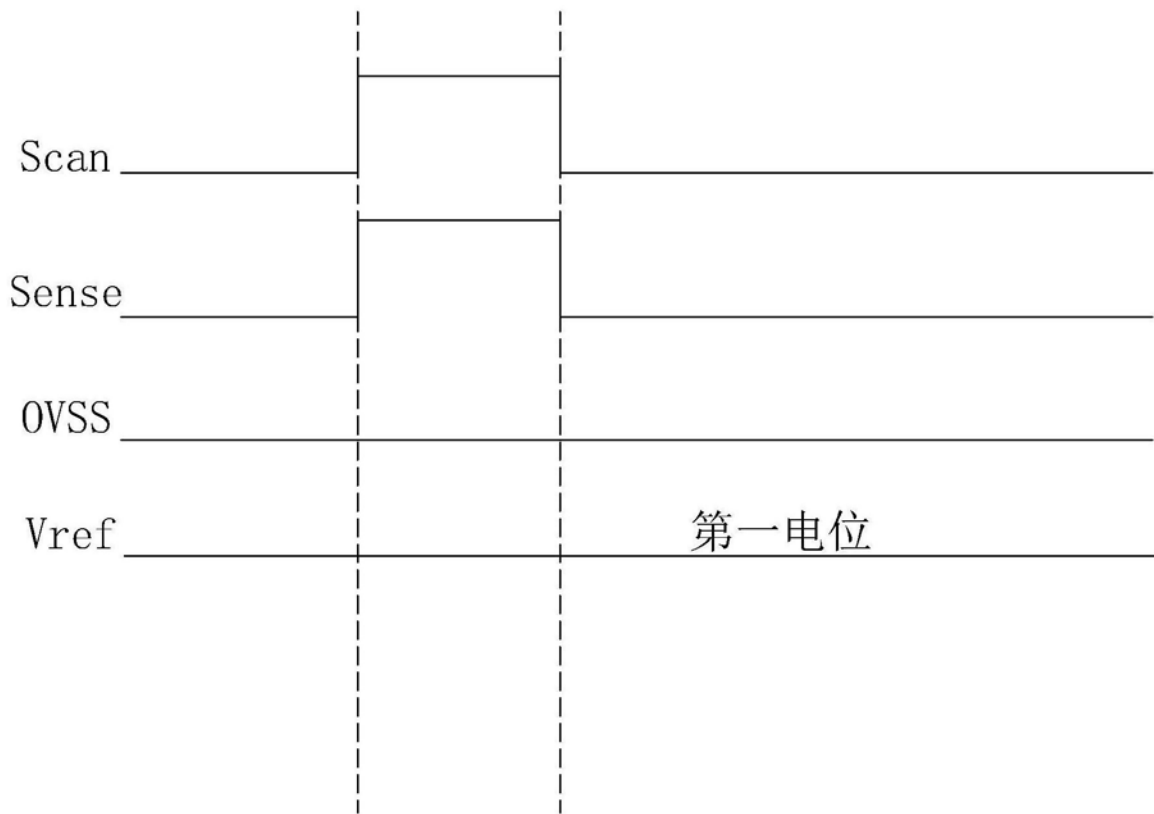 Scan
Sense
OVSS
Vref
第一电位